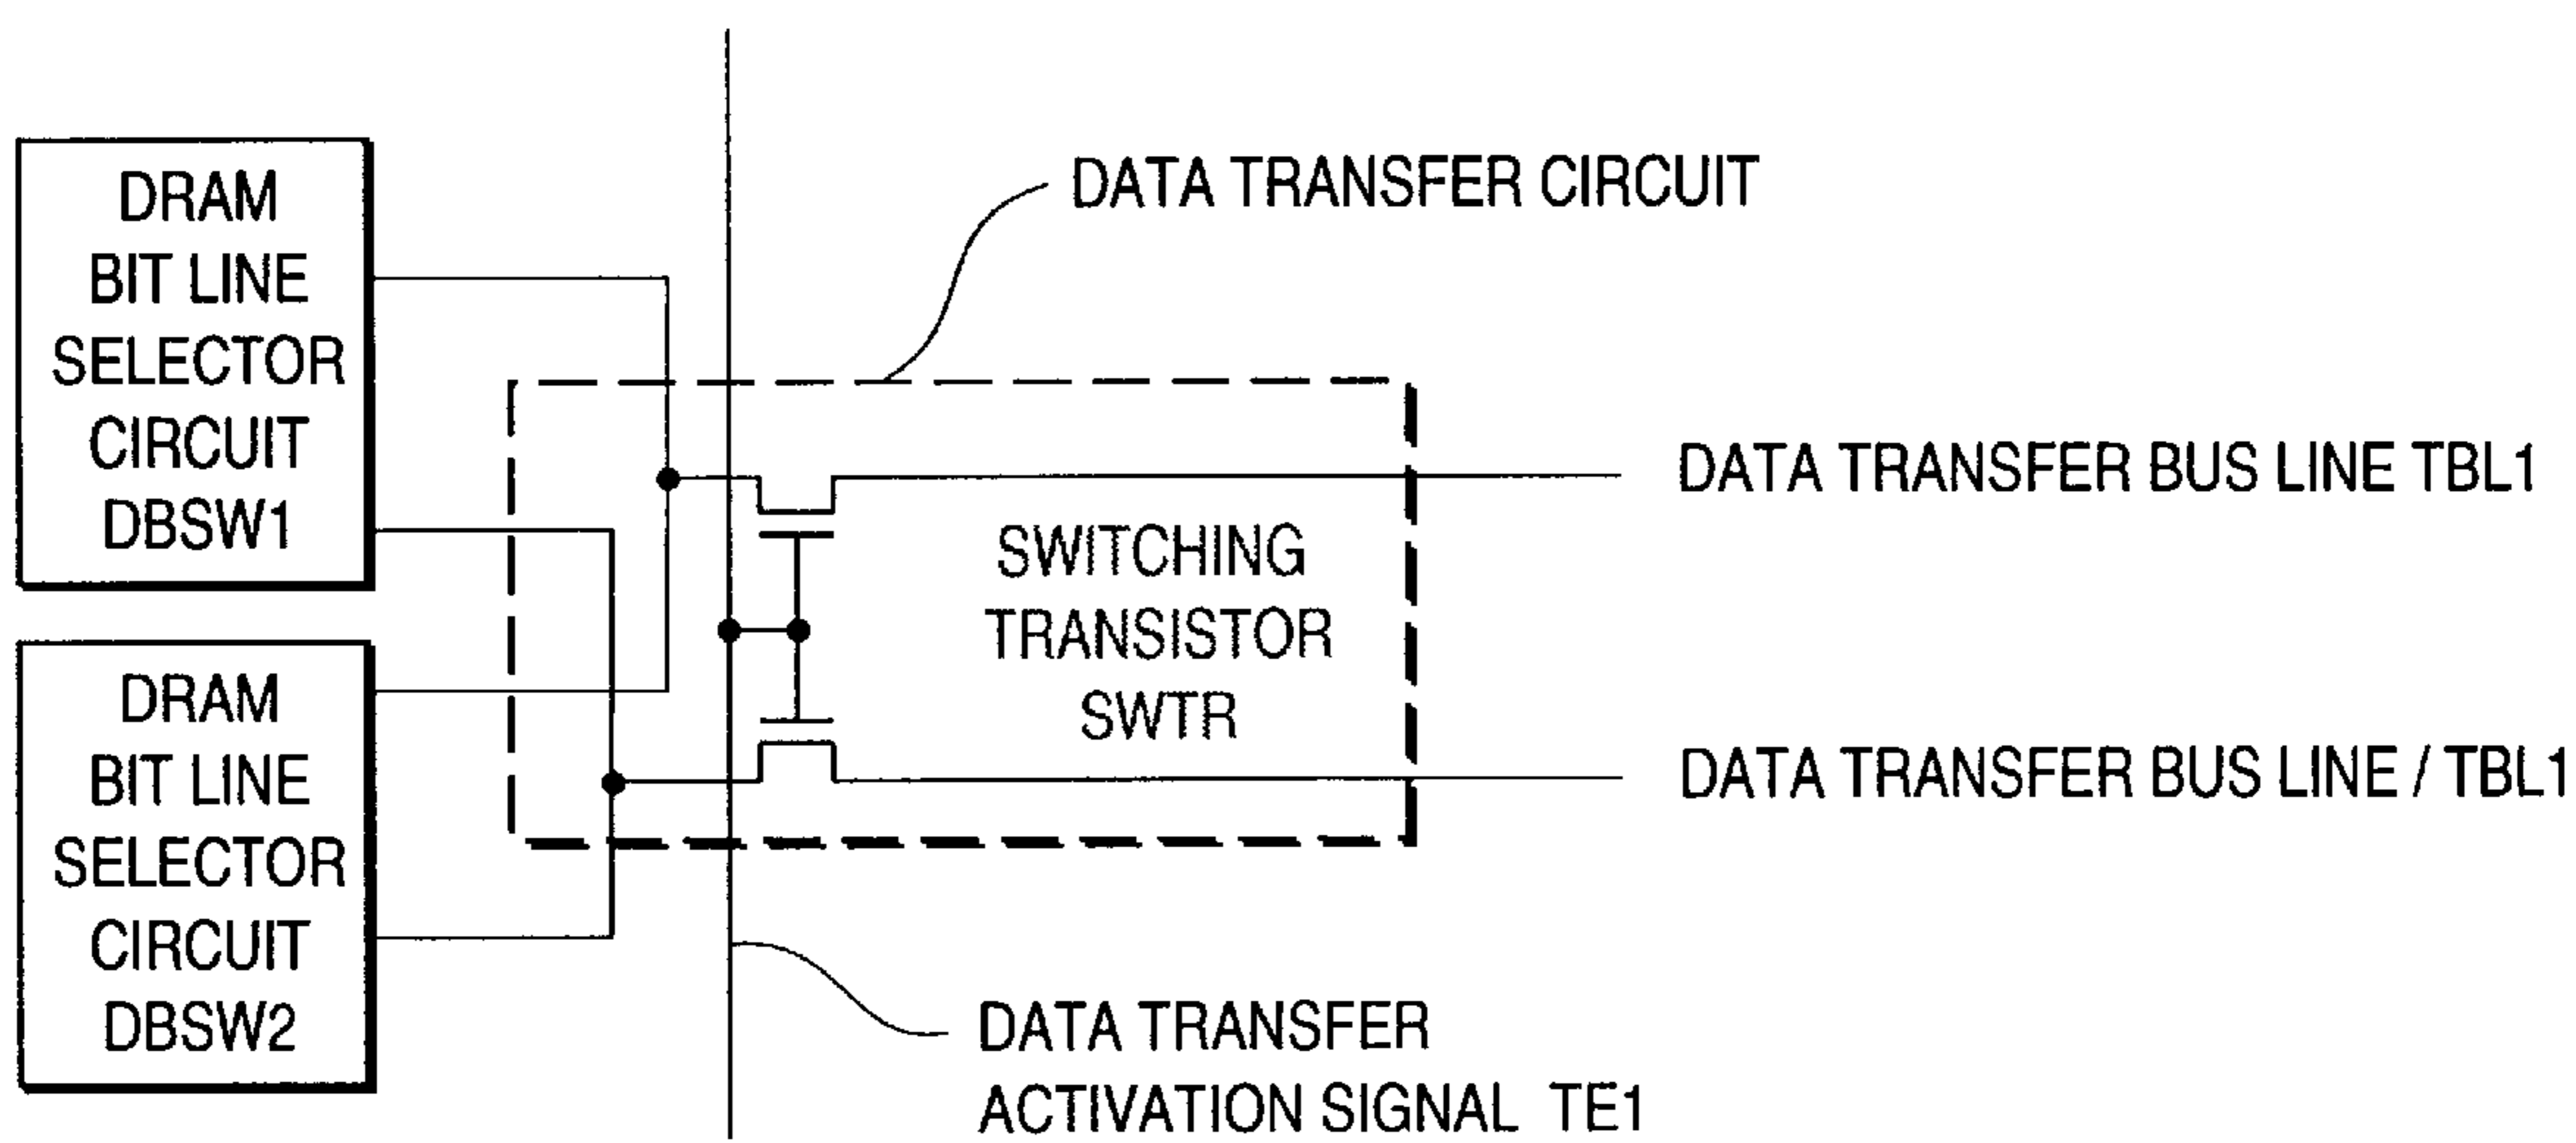 DRAM
BIT LINE
SELECTOR
CIRCUIT
DBSW1
DATA TRANSFER CIRCUIT
DATA TRANSFER BUS LINE TBL1
SWITCHING
TRANSISTOR
SWTR
DRAM
BIT LINE
SELECTOR
CIRCUIT
DBSW2
DATA TRANSFER BUS LINE / TBL1
DATA TRANSFER
ACTIVATION SIGNAL TE1